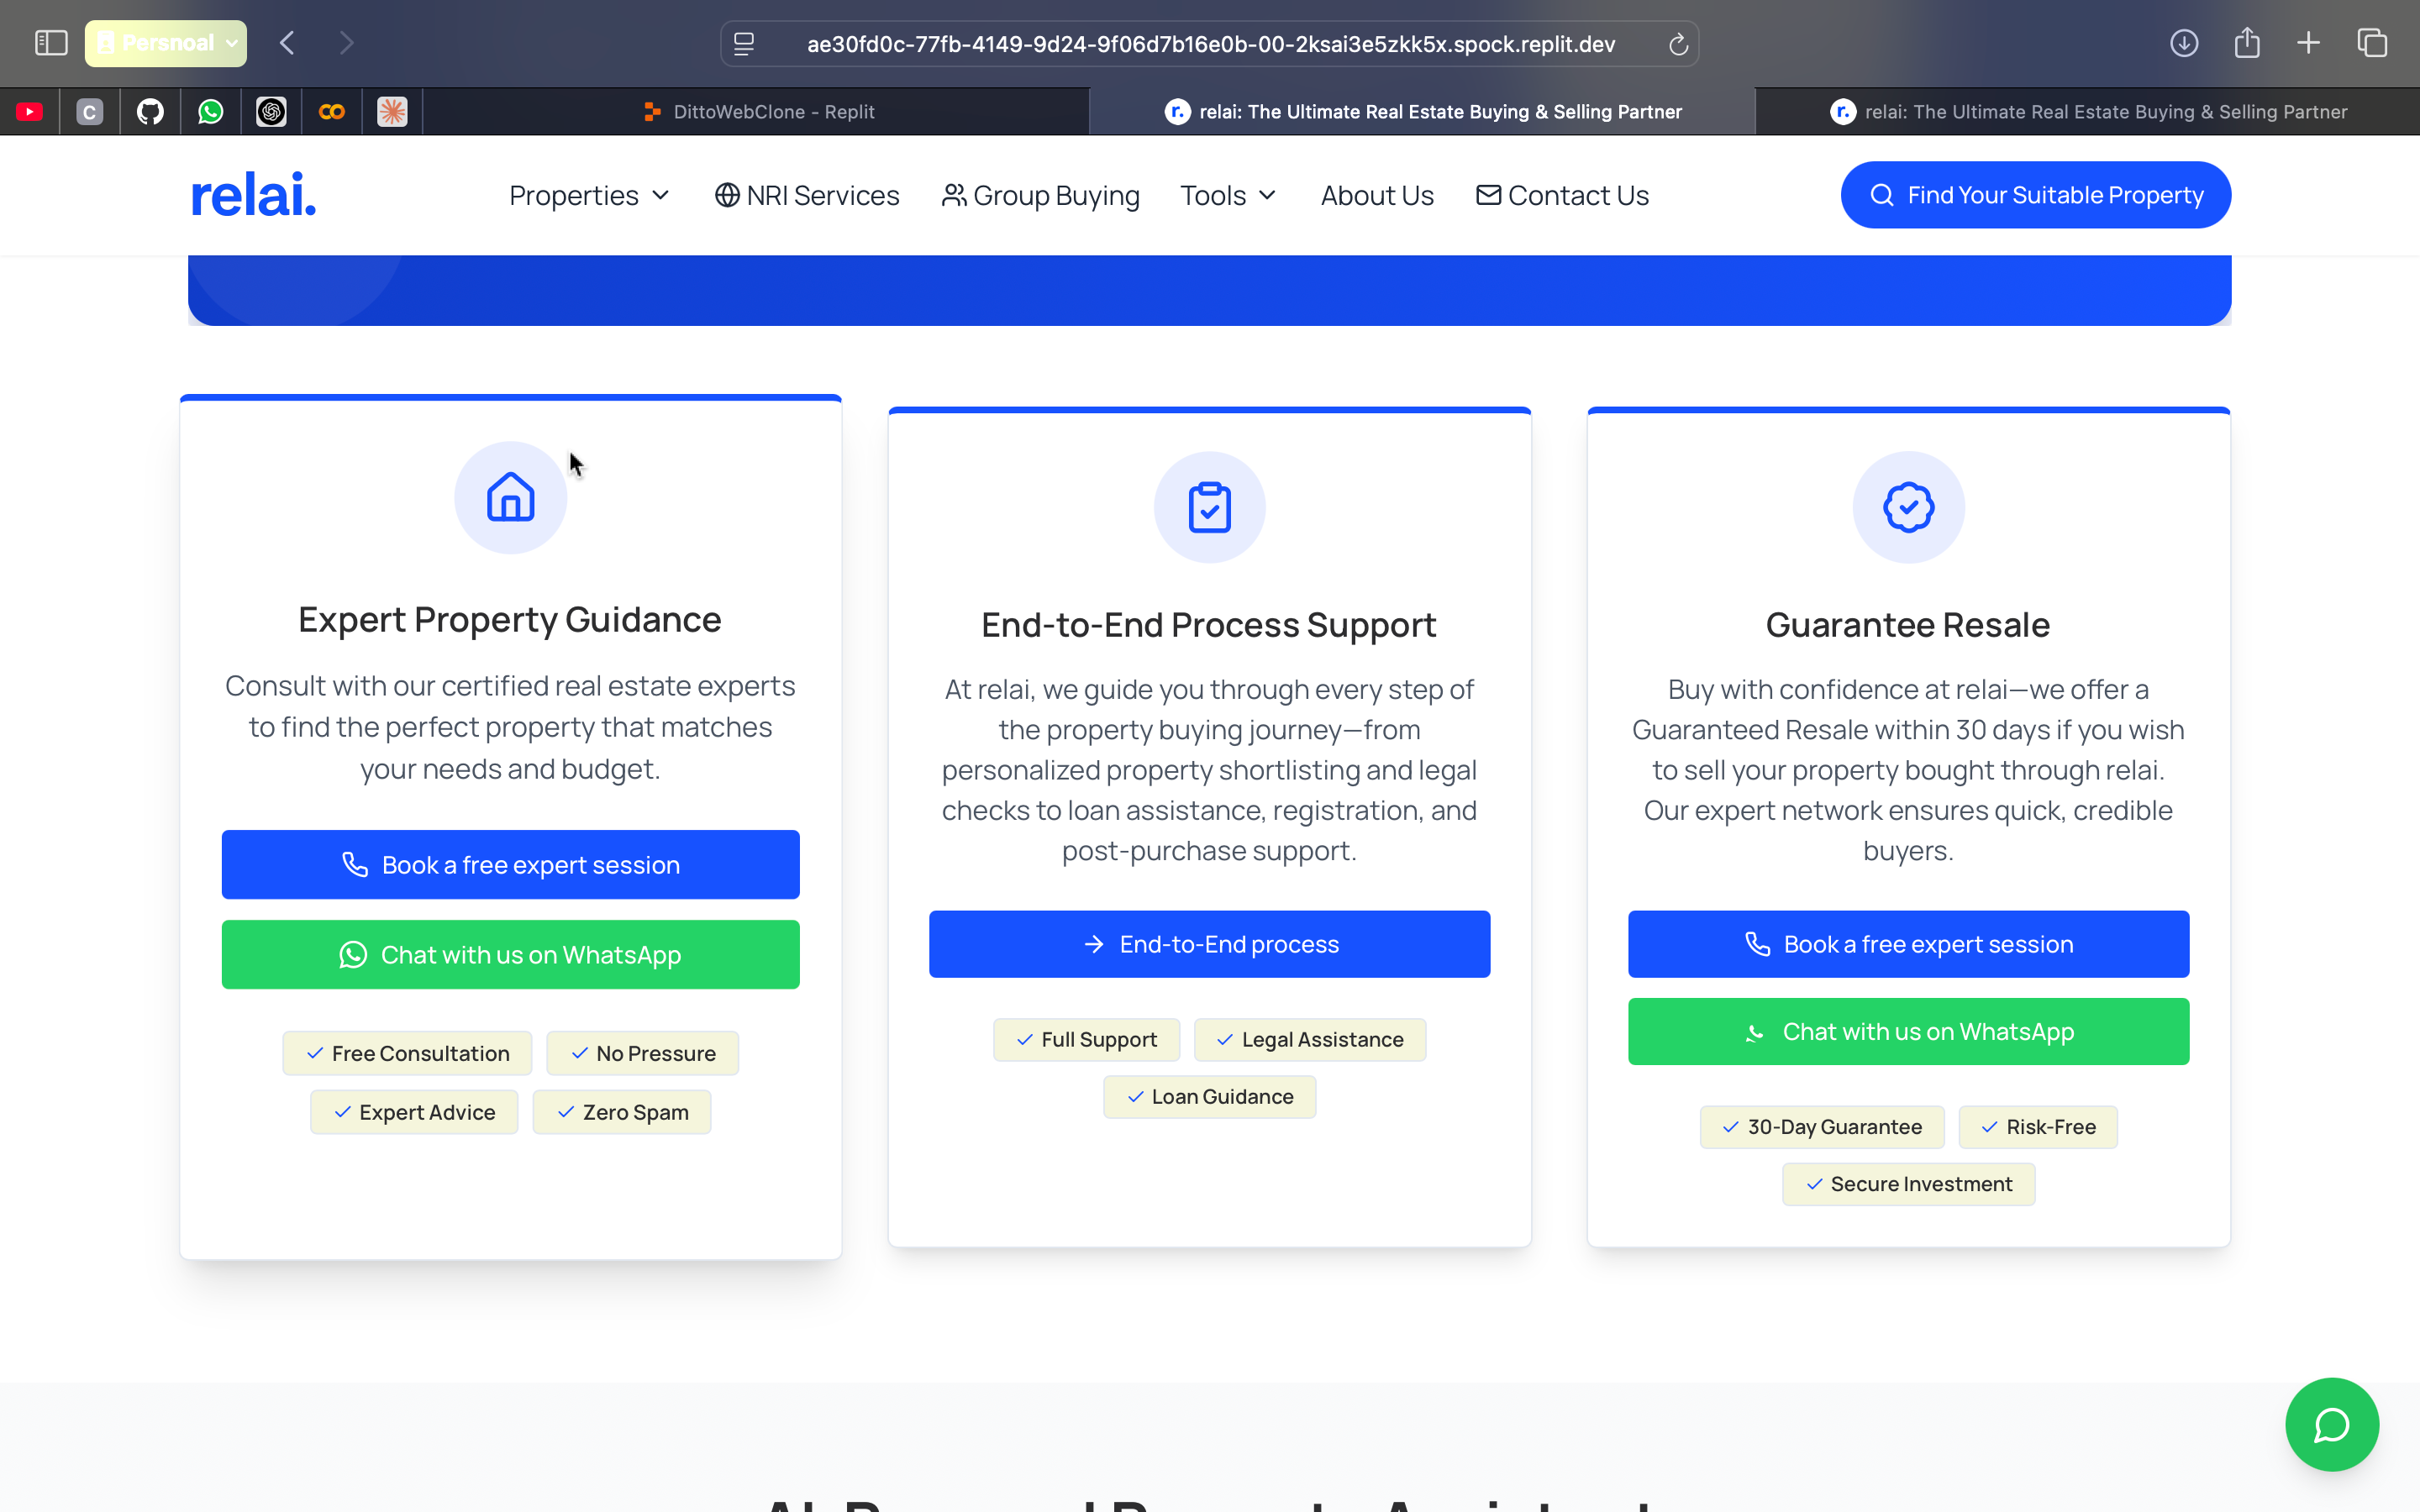 Persnoal
ae30fd0c-77fb-4149-9d24-9f06d7b16e0b-00-2ksai3e5zkk5x.spock.replit.dev
C
DittoWebClone - Replit
r. relai: The Ultimate Real Estate Buying & Selling Partner
r. relai: The Ultimate Real Estate Buying & Selling Partner
relai.
Properties
NRI Services
Group Buying
Tools
About Us
Contact Us
Find Your Suitable Property
Expert Property Guidance
Consult with our certified real estate experts
to find the perfect property that matches
your needs and budget.
Book a free expert session
Chat with us on WhatsApp
Free Consultation
No Pressure
Expert Advice
Zero Spam
End-to-End Process Support
At relai, we guide you through every step of
the property buying journey—from
personalized property shortlisting and legal
checks to loan assistance, registration, and
post-purchase support.
End-to-End process
Full Support
Legal Assistance
Loan Guidance
Guarantee Resale
Buy with confidence at relai—we offer a
Guaranteed Resale within 30 days if you wish
to sell your property bought through relai.
Our expert network ensures quick, credible
buyers.
Book a free expert session
Chat with us on WhatsApp
30-Day Guarantee
Risk-Free
Secure Investment